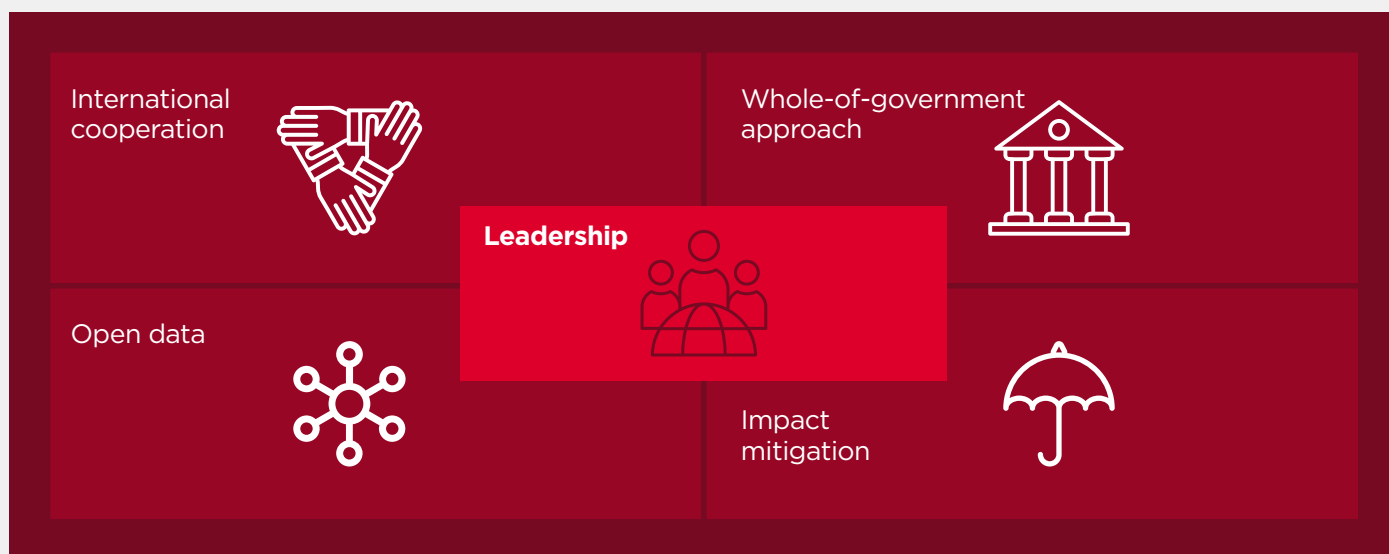 International
cooperation
Whole-of-government
approach
Leadership
Open data
Impact
mitigation